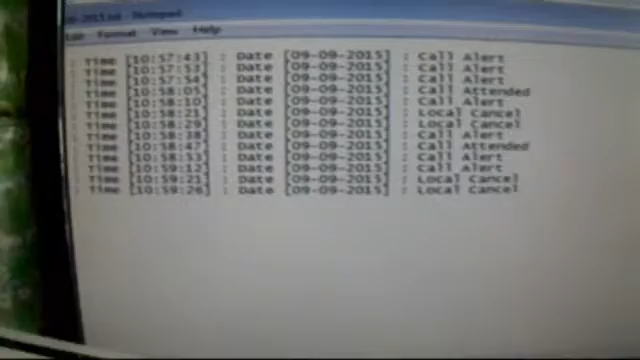 -2015.txt - Notepad
Edit Format View Help
: Time [10:57:43] : Date [09-09-2015] : Call Alert
: Time [10:57:53] : Date [09-09-2015] : Call Alert
: Time [10:57:54] : Date [09-09-2015] : Call Alert
: Time [10:58:05] : Date [09-09-2015] : Call Attended
: Time [10:58:10] : Date [09-09-2015] : Call Alert
: Time [10:58:21] : Date [09-09-2015] : Local Cancel
: Time [10:58:29] : Date [09-09-2015] : Local Cancel
: Time [10:58:38] : Date [09-09-2015] : Call Alert
: Time [10:58:47] : Date [09-09-2015] : Call Attended
: Time [10:58:53] : Date [09-09-2015] : Call Alert
: Time [10:59:12] : Date [09-09-2015] : Call Alert
: Time [10:59:21] : Date [09-09-2015] : Local Cancel
: Time [10:59:26] : Date [09-09-2015] : Local Cancel